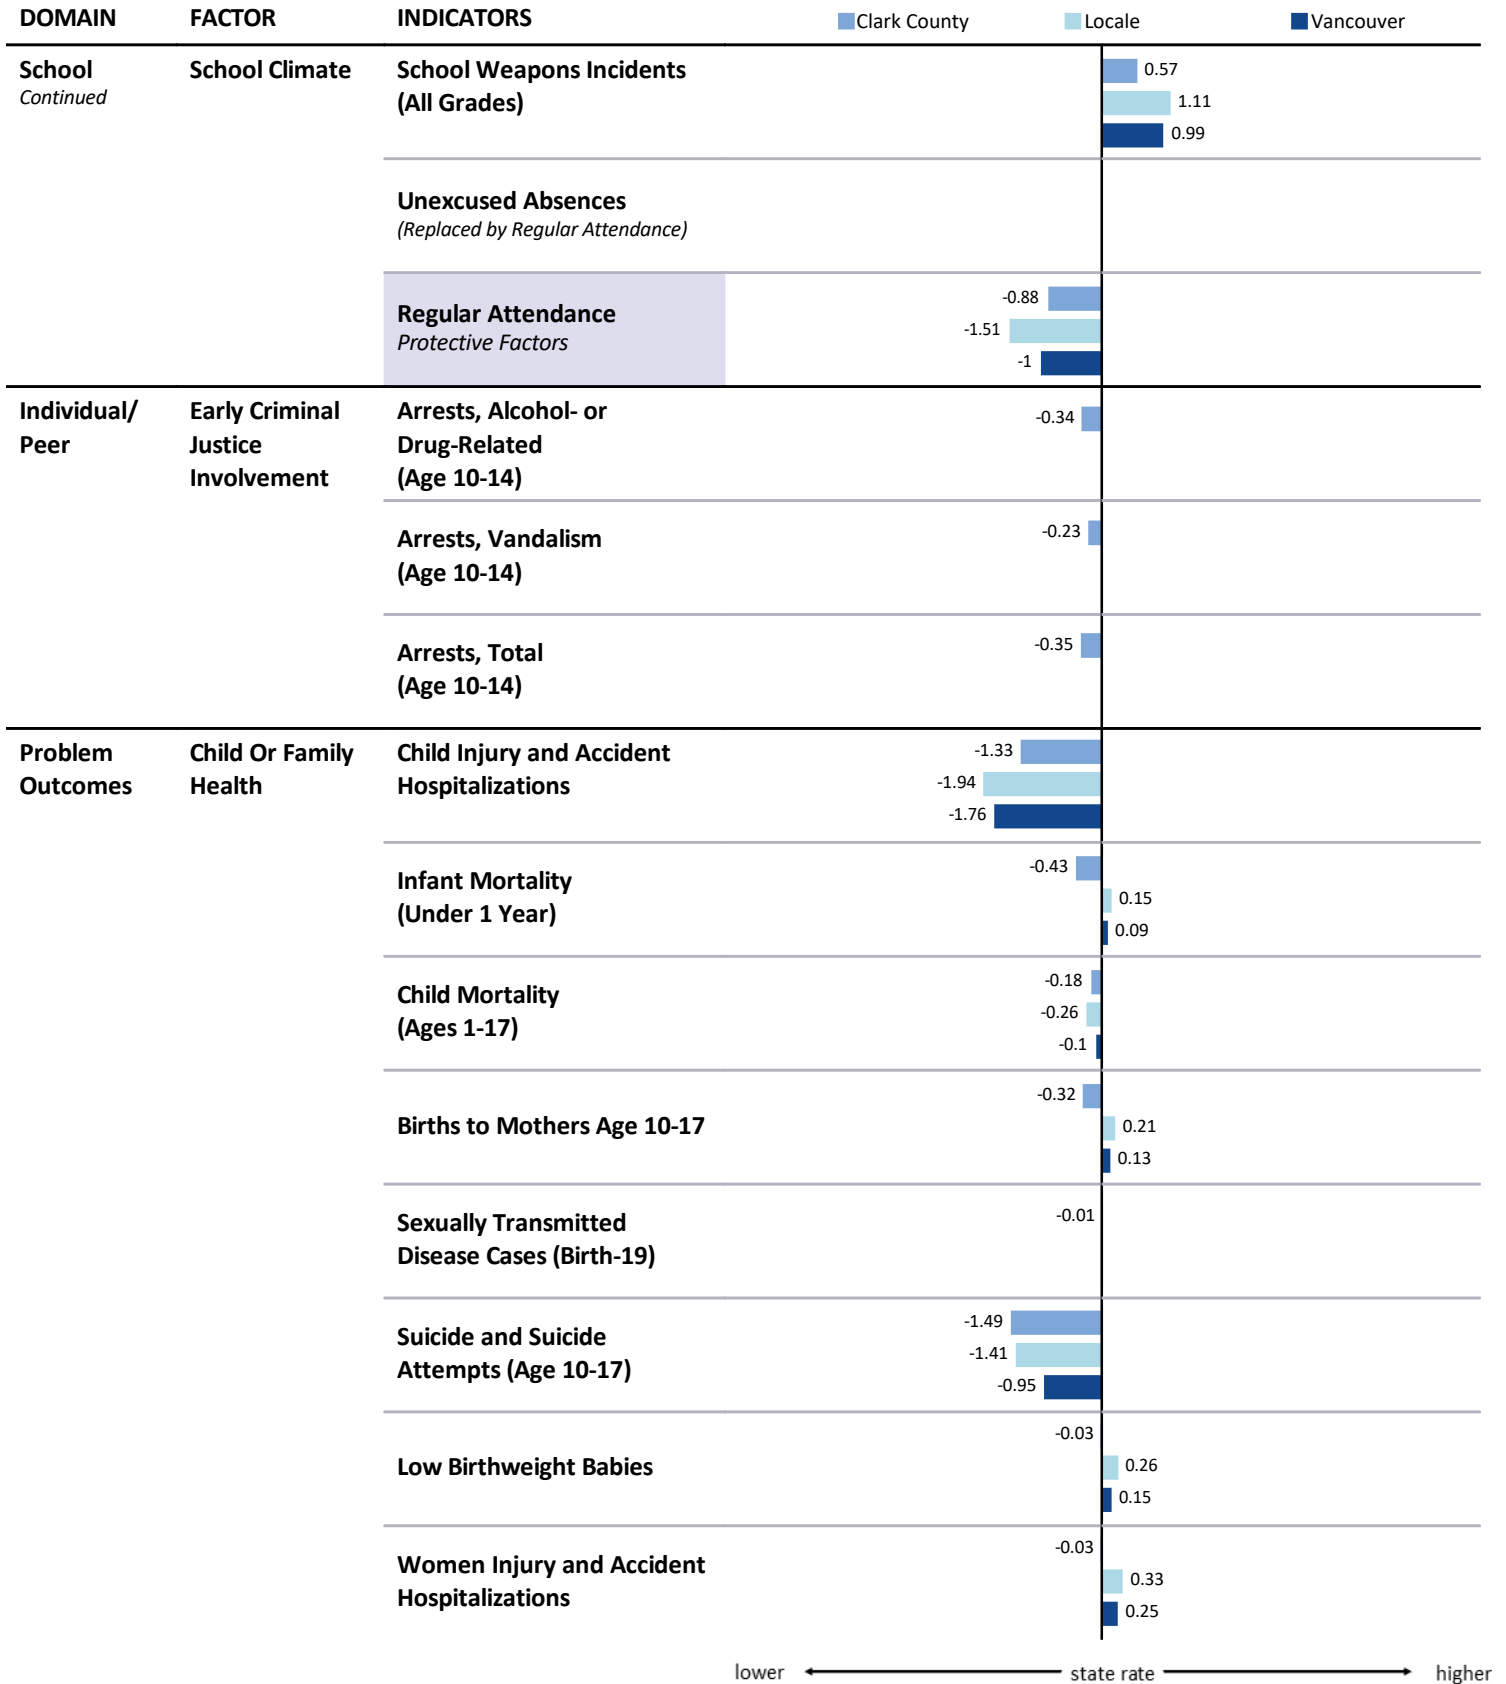 DOMAIN FACTOR INDICATORS Clark County Locale Vancouver
School School Climate School Weapons Incidents 0.57
Continued (All Grades) 1.11
0.99
Unexcused Absences
(Replaced by Regular Attendance)
Regular Attendance -0.88
Protective Factors -1.51
-1
Individual/ Early Criminal Arrests, Alcohol- or -0.34
Peer Justice Drug-Related
Involvement (Age 10-14)
Arrests, Vandalism -0.23
(Age 10-14)
Arrests, Total -0.35
(Age 10-14)
Problem Child Or Family Child Injury and Accident -1.33
Outcomes Health Hospitalizations -1.94
-1.76
-0.43
Infant Mortality 0.15
(Under 1 Year) 0.09
-0.18
Child Mortality -0.26
(Ages 1-17) -0.1
-0.32
Births to Mothers Age 10-17 0.21
0.13
Sexually Transmitted -0.01
Disease Cases (Birth-19)
-1.49
Suicide and Suicide -1.41
Attempts (Age 10-17) -0.95
-0.03
Low Birthweight Babies 0.26
0.15
-0.03
Women Injury and Accident 0.33
Hospitalizations 0.25
lower state rate higher